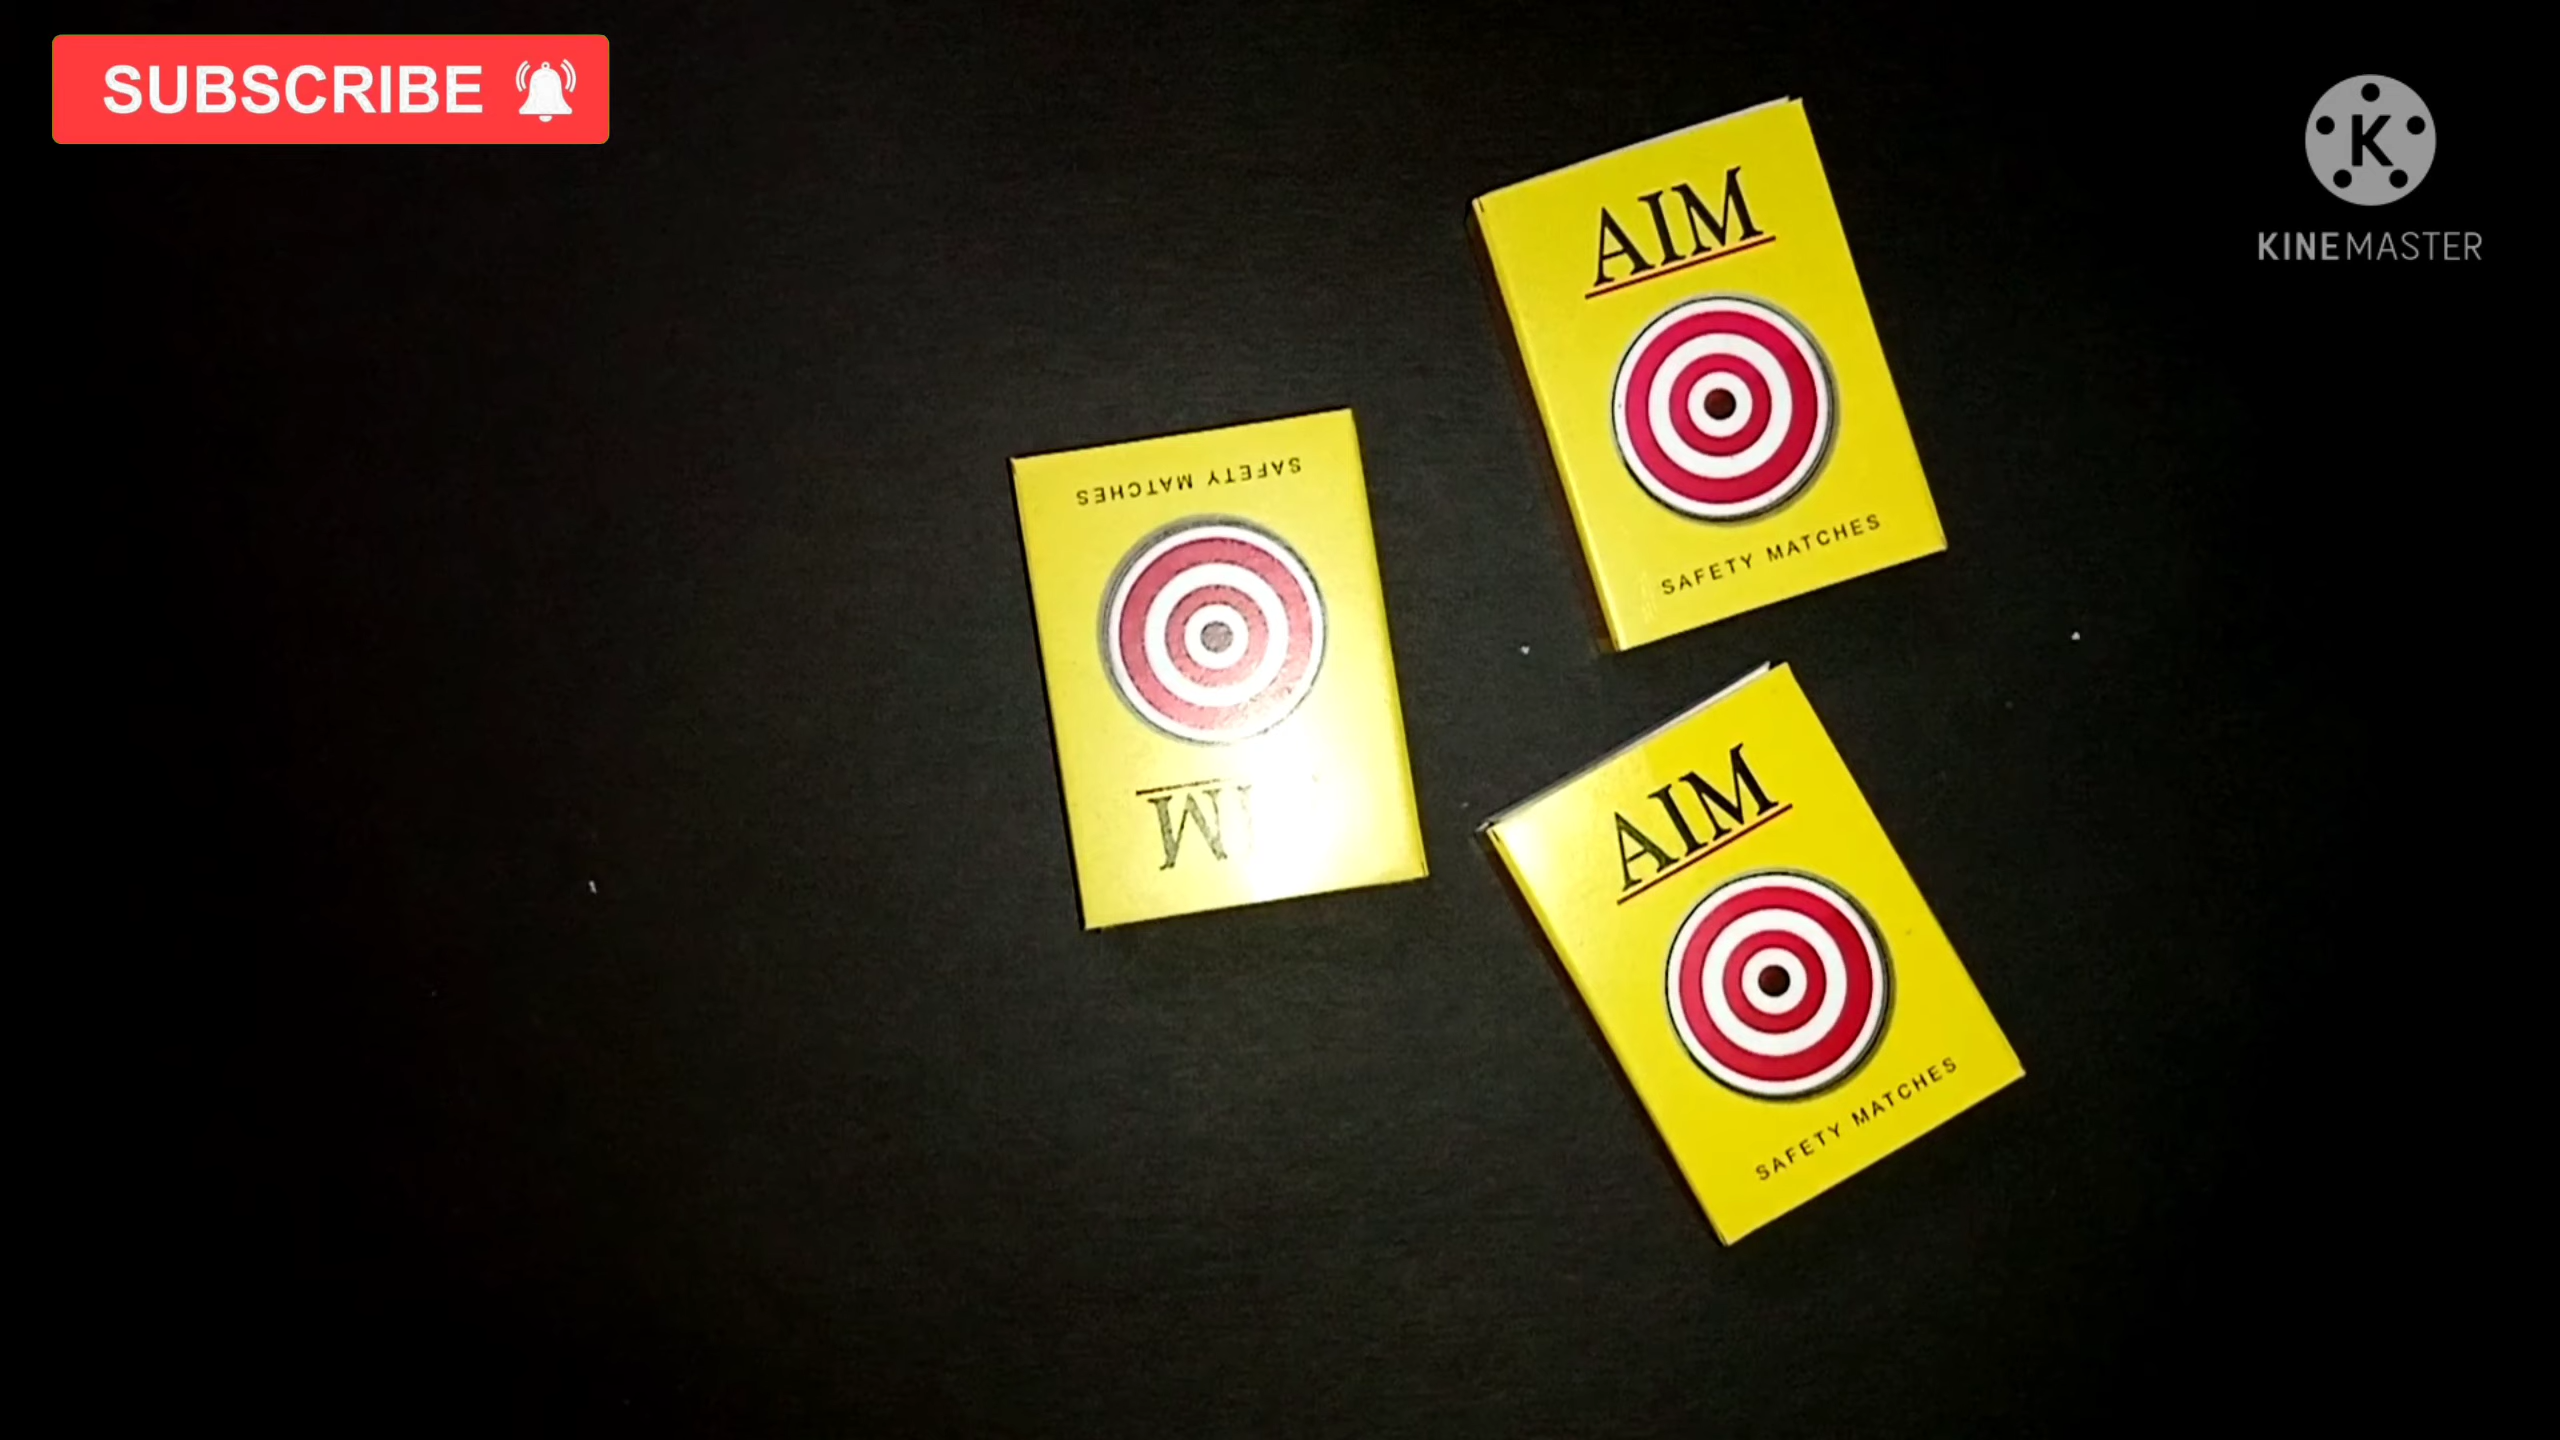 SUBSCRIBE
K
KINEMASTER
AIM
SAFETY MATCHES
SAFETY MATCHES
AIM
SAFETY MATCHES